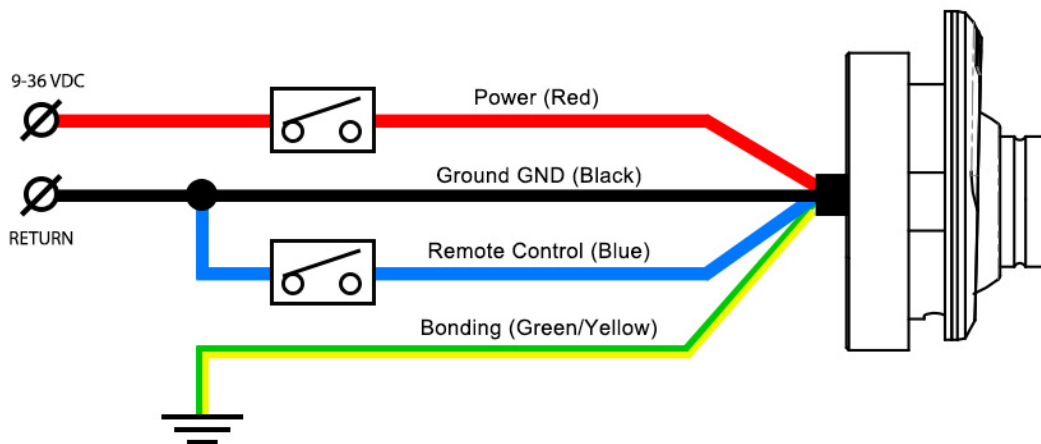 9-36 VDC
Power (Red)
Ground GND (Black)
RETURN
Remote Control (Blue)
Bonding (Green/Yellow)